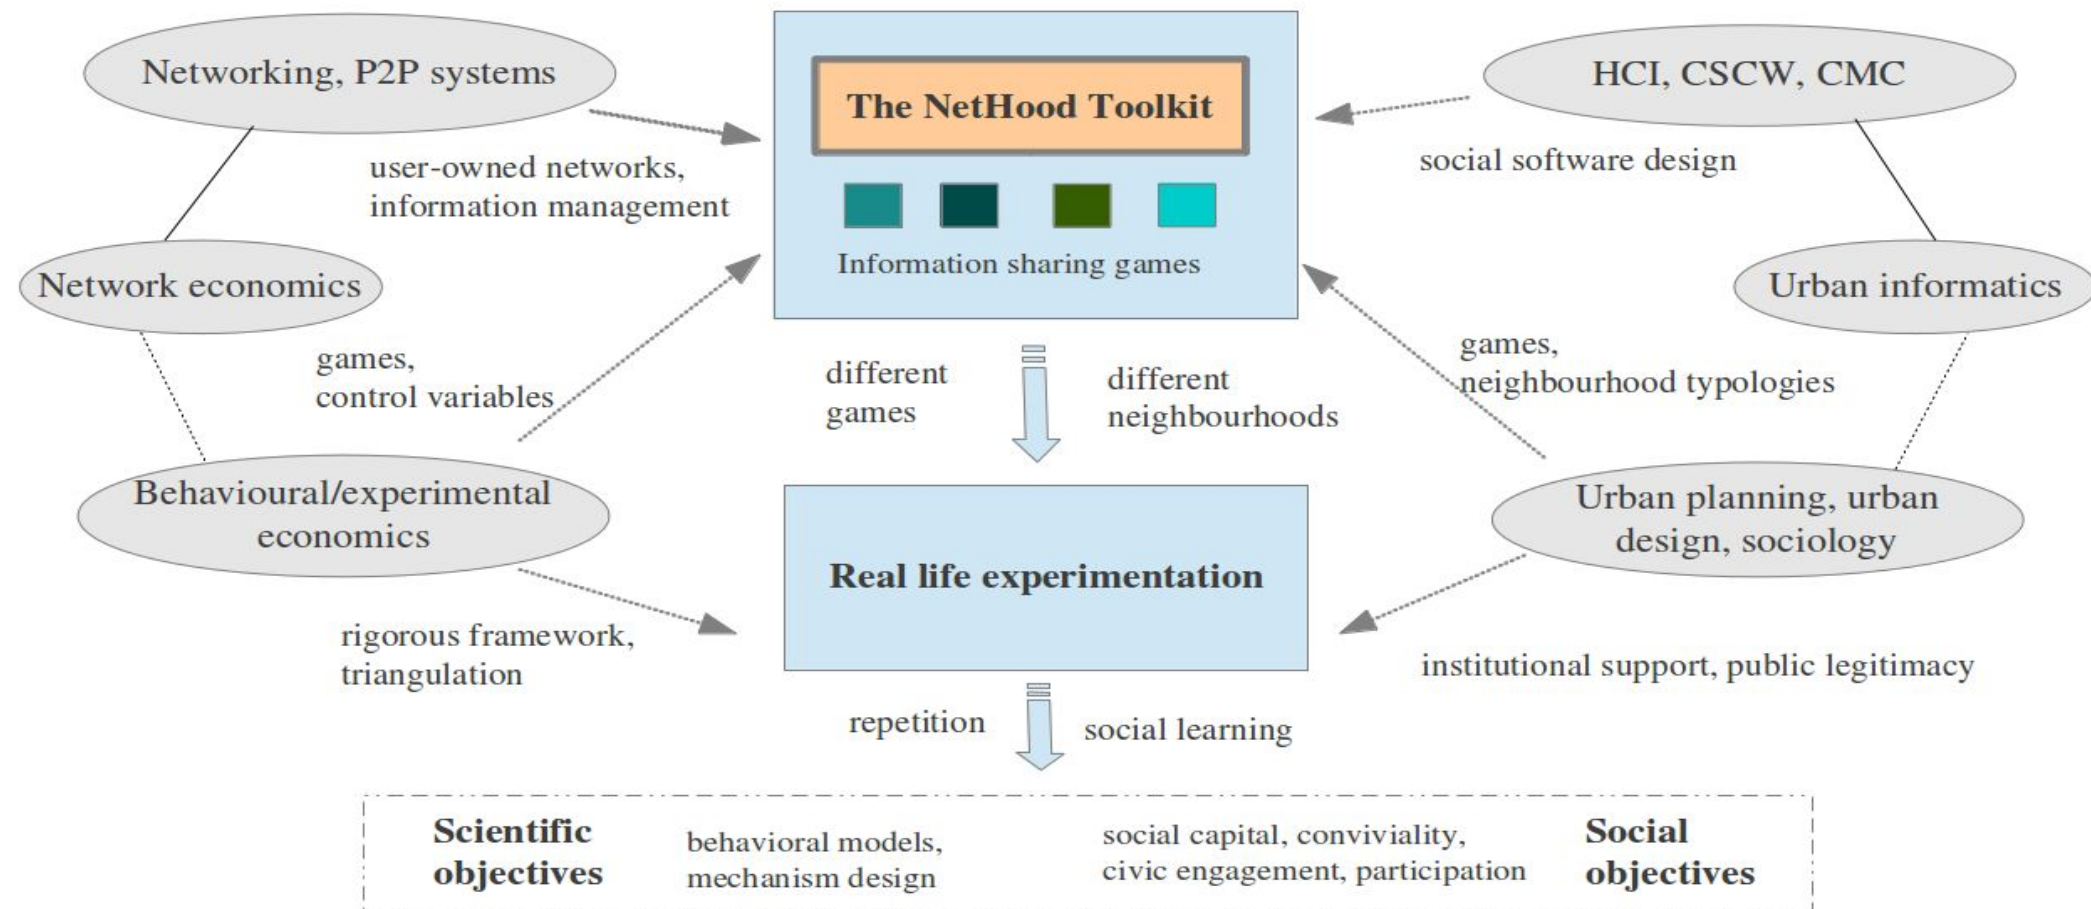 Networking, P2P systems
The NetHood Toolkit
HCI, CSCW, CMC
user-owned networks,
information management
social software design
Information sharing games
Network economics
Urban informatics
games,
control variables
different
games
different
neighbourhoods
games,
neighbourhood typologies
Behavioural/experimental
economics
Urban planning, urban
design, sociology
Real life experimentation
rigorous framework,
triangulation
institutional support, public legitimacy
repetition
social learning
Scientific
objectives
behavioral models,
mechanism design
social capital, conviviality,
civic engagement, participation
Social
objectives